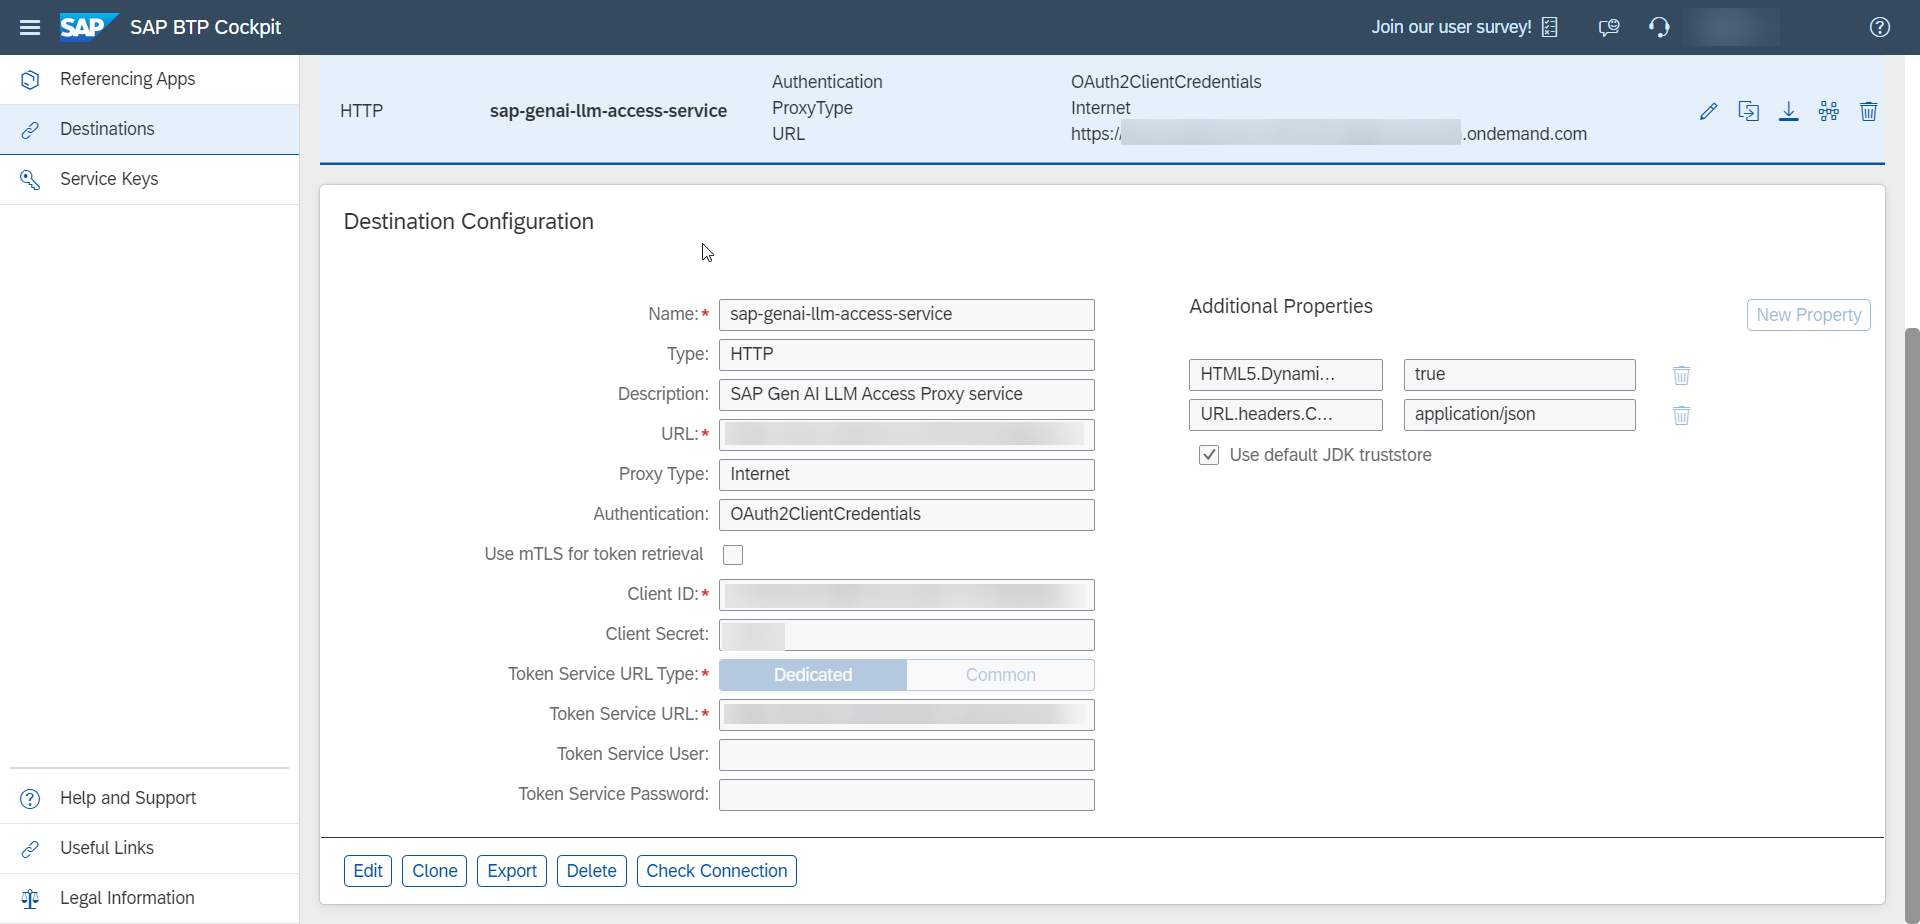 SAP SAP BTP Cockpit
Join our user survey!
Referencing Apps
Destinations
Service Keys
Help and Support
Useful Links
Legal Information
HTTP
sap-genai-llm-access-service
Authentication OAuth2ClientCredentials
ProxyType Internet
URL https:// .ondemand.com
Destination Configuration
Name:* sap-genai-llm-access-service
Type: HTTP
Description: SAP Gen AI LLM Access Proxy service
URL:*
Proxy Type: Internet
Authentication: OAuth2ClientCredentials
Use mTLS for token retrieval
Client ID:*
Client Secret:
Token Service URL Type:* Dedicated Common
Token Service URL:*
Token Service User:
Token Service Password:
Additional Properties
New Property
HTML5.Dynami... true
URL.headers.C... application/json
Use default JDK truststore
Edit Clone Export Delete Check Connection